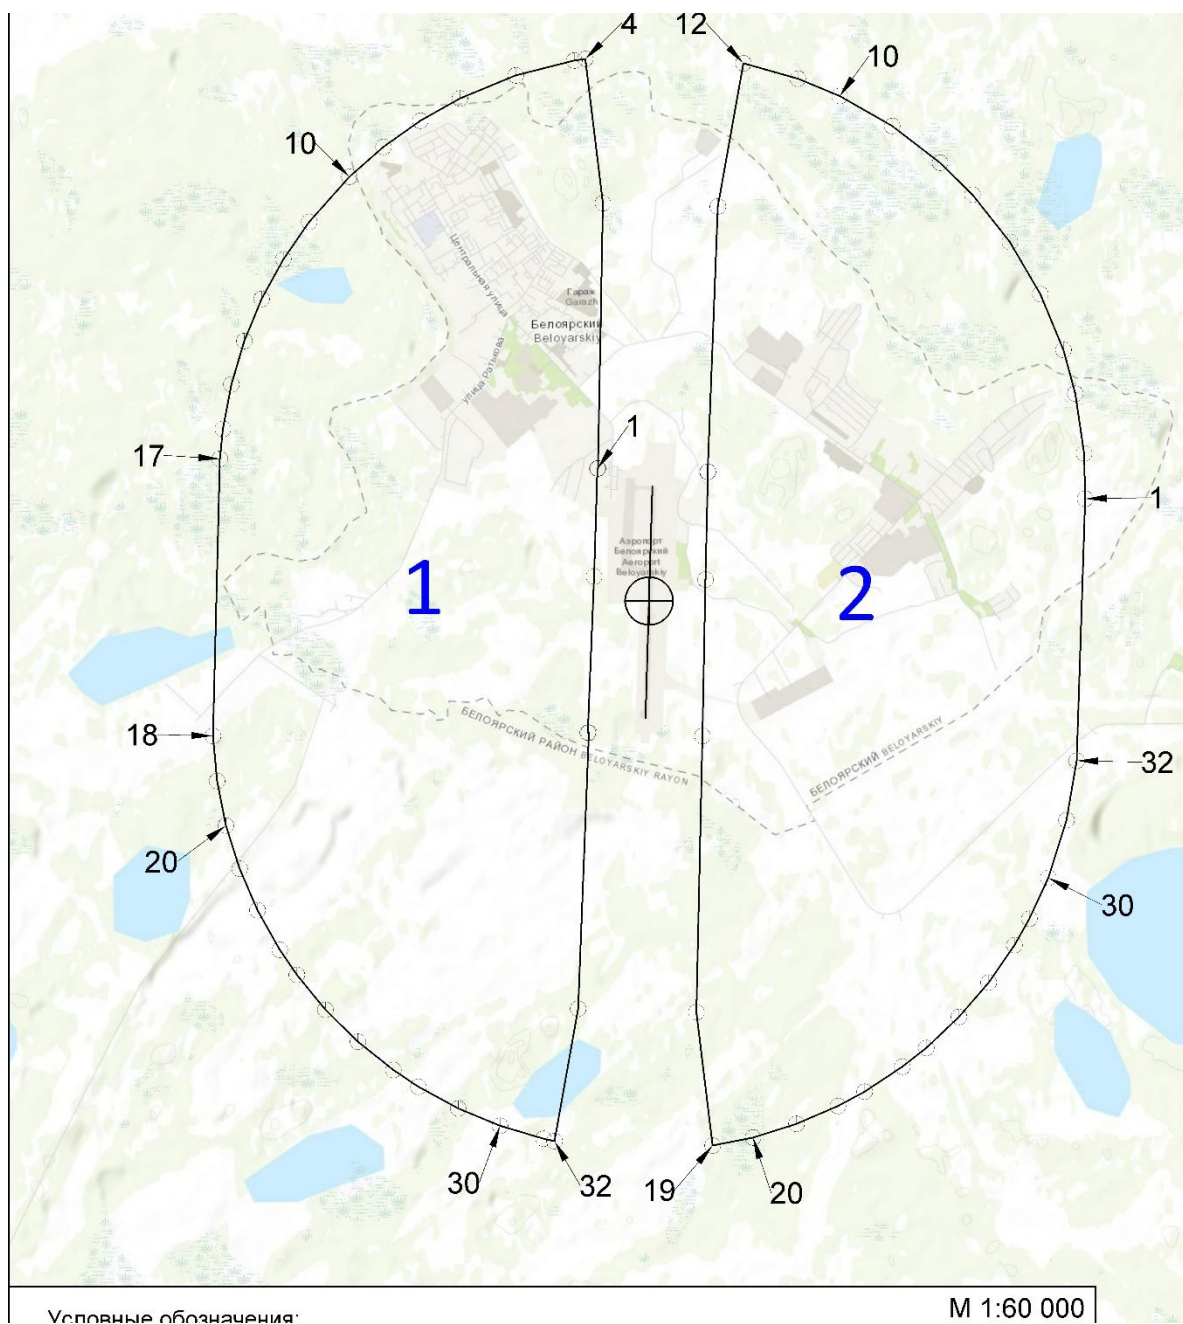 4
12
10
10
Центральная улица
Гараж
Garazh
Белоярский
Beloyarskiy
улица Ратькова
1
17
1
Аэропорт
Белоярский
Aeroport
Beloyarskiy
1
2
18
БЕЛОЯРСКИЙ РАЙОН BELOYARSKIY RAYON
БЕЛОЯРСКИЙ BELOYARSKIY
32
20
30
30
32
19
20
М 1:60 000
Условные обозначения: